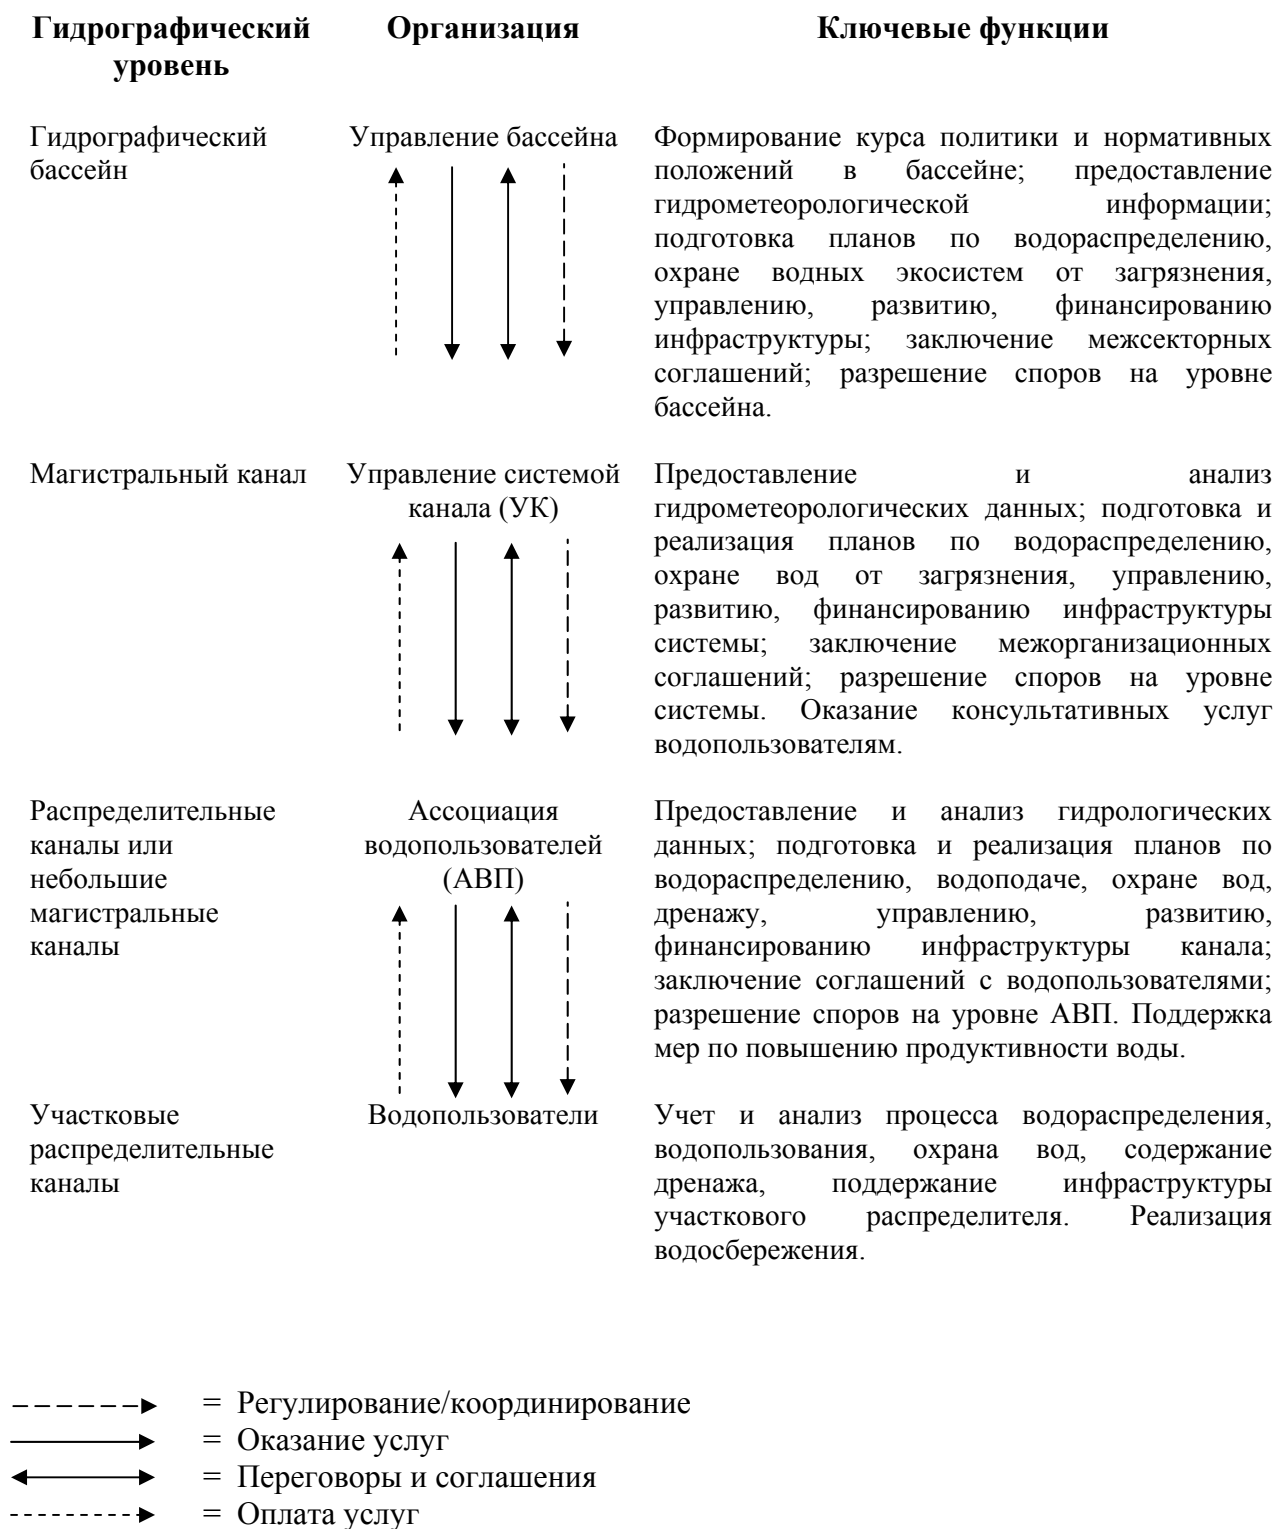 Гидрографический уровень
Организация
Ключевые функции
Гидрографический
бассейн
Управление бассейна
Формирование курса политики и нормативных
положений в бассейне; предоставление
гидрометеорологической информации;
подготовка планов по водораспределению,
охране водных экосистем от загрязнения,
управлению, развитию, финансированию
инфраструктуры; заключение межсекторных
соглашений; разрешение споров на уровне
бассейна.
Магистральный канал
Управление системой
канала (УК)
Предоставление и анализ
гидрометеорологических данных; подготовка и
реализация планов по водораспределению,
охране вод от загрязнения, управлению,
развитию, финансированию инфраструктуры
системы; заключение межорганизационных
соглашений; разрешение споров на уровне
системы. Оказание консультативных услуг
водопользователям.
Распределительные
каналы или
небольшие
магистральные
каналы
Ассоциация
водопользователей
(АВП)
Предоставление и анализ гидрологических
данных; подготовка и реализация планов по
водораспределению, водоподаче, охране вод,
дренажу, управлению, развитию,
финансированию инфраструктуры канала;
заключение соглашений с водопользователями;
разрешение споров на уровне АВП. Поддержка
мер по повышению продуктивности воды.
Участковые
распределительные
каналы
Водопользователи
Учет и анализ процесса водораспределения,
водопользования, охрана вод, содержание
дренажа, поддержание инфраструктуры
участкового распределителя. Реализация
водосбережения.
= Регулирование/координирование
= Оказание услуг
= Переговоры и соглашения
= Оплата услуг